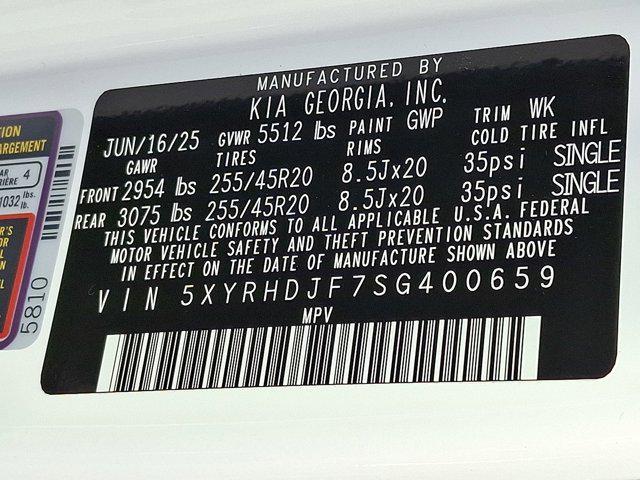 MANUFACTURED BY
KIA GEORGIA, INC.
JUN/16/25 GVWR 5512 lbs PAINT GWP TRIM WK
GAWR TIRES RIMS COLD TIRE INFL
FRONT 2954 lbs 255/45R20 8.5Jx20 35psi SINGLE
REAR 3075 lbs 255/45R20 8.5Jx20 35psi SINGLE
THIS VEHICLE CONFORMS TO ALL APPLICABLE U.S.A. FEDERAL
MOTOR VEHICLE SAFETY AND THEFT PREVENTION STANDARDS
IN EFFECT ON THE DATE OF MANUFACTURE SHOWN ABOVE
VIN 5XYRHDJF7SG400659
MPV
ARGEMENT
4
1032 lbs.
5810